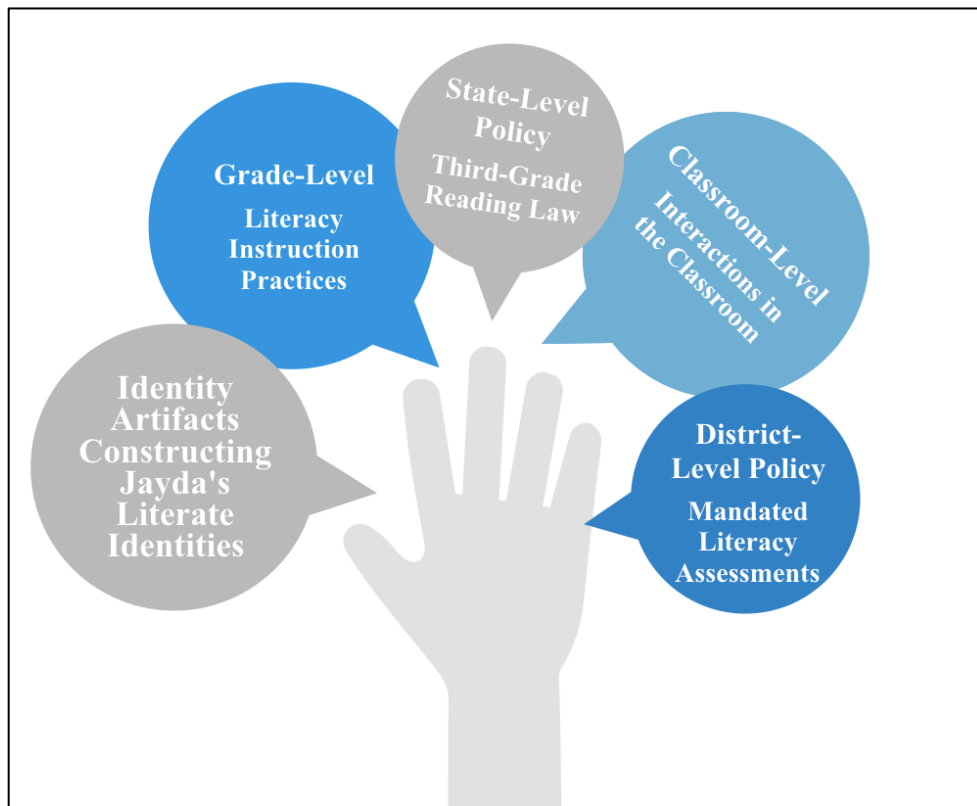 State-Level
Policy
Third-Grade
Reading Law
Grade-Level
Literacy
Instruction
Practices
Classroom-Level
Interactions in
the Classroom
Identity
Artifacts
Constructing
Jayda's
Literate
Identities
District-
Level Policy
Mandated
Literacy
Assessments